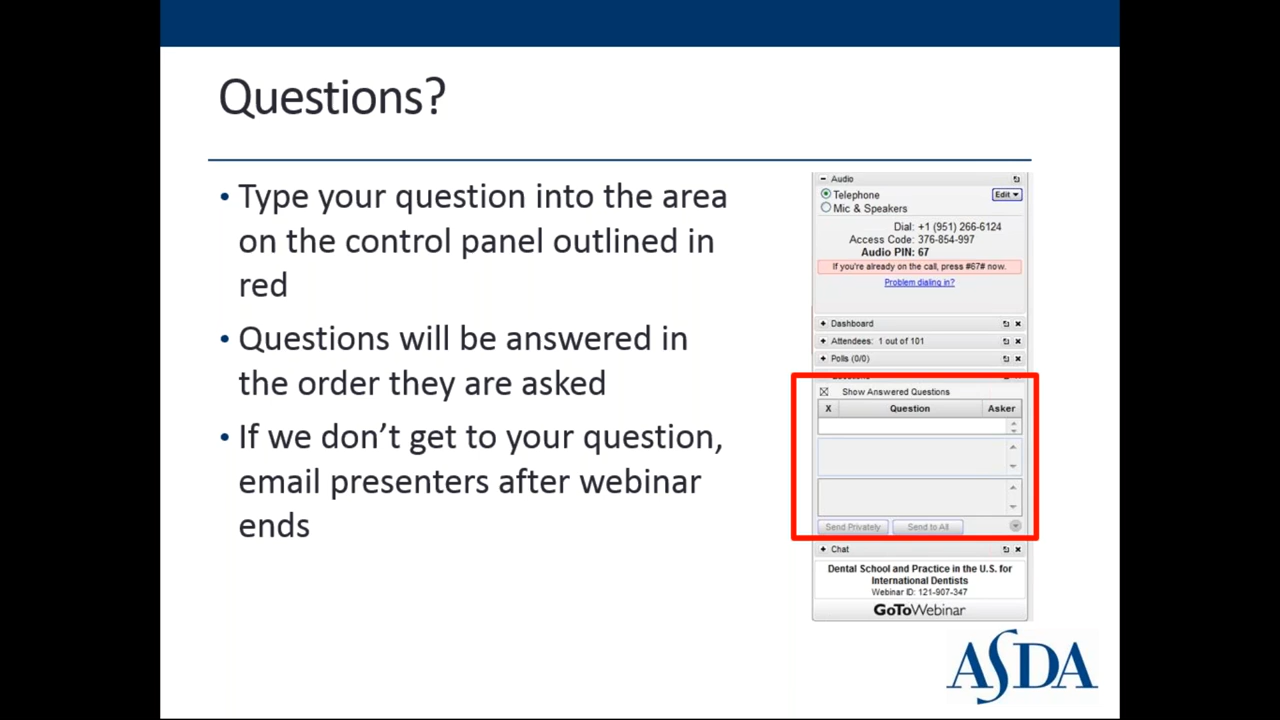 Questions?
• Type your question into the area
on the control panel outlined in
red
• Questions will be answered in
the order they are asked
• If we don’t get to your question,
email presenters after webinar
ends
Audio
Telephone
Edit
Mic & Speakers
Dial: +1 (951) 266-6124
Access Code: 376-854-997
Audio PIN: 67
If you're already on the call, press #67# now.
Problem dialing in?
Dashboard
Attendees: 1 out of 101
Polls (0/0)
Show Answered Questions
X Question Asker
Send Privately Send to All
Chat
Dental School and Practice in the U.S. for
International Dentists
Webinar ID: 121-907-347
GoToWebinar
ASDA